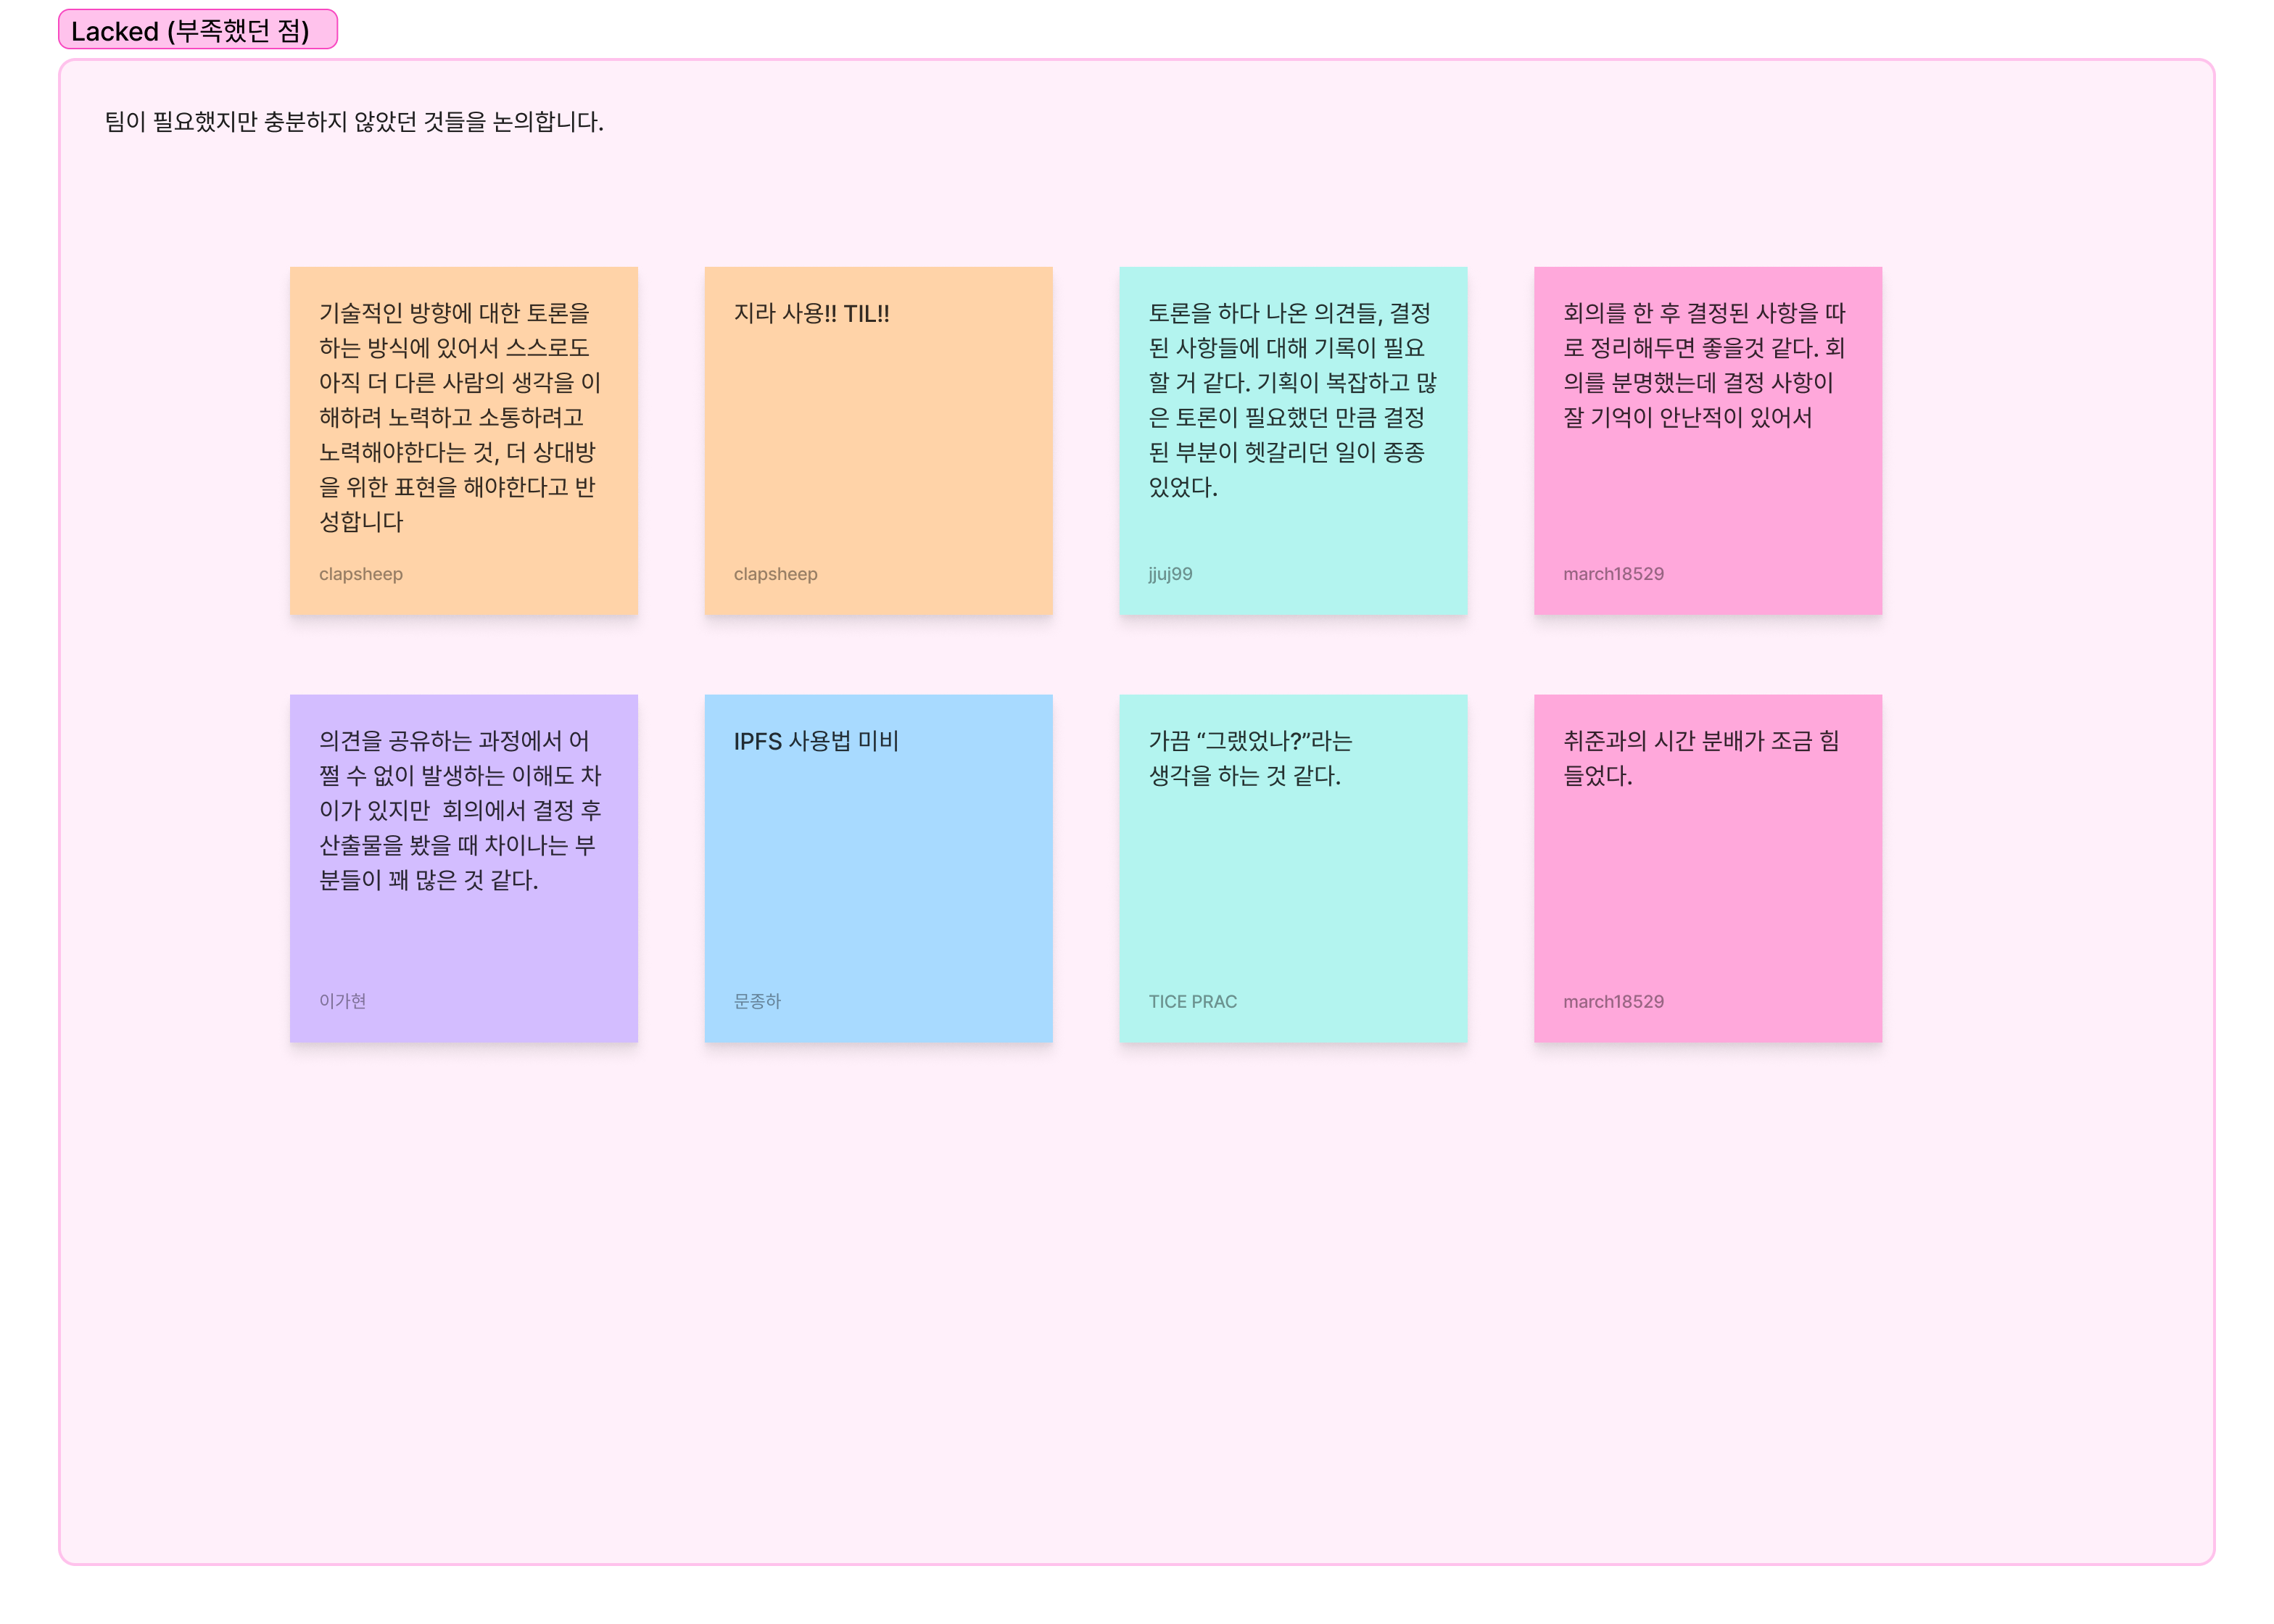 Lacked (부족했던 점)
팀이 필요했지만 충분하지 않았던 것들을 논의합니다.
기술적인 방향에 대한 토론을
하는 방식에 있어서 스스로도
아직 더 다른 사람의 생각을 이
해하려 노력하고 소통하려고
노력해야한다는 것, 더 상대방
을 위한 표현을 해야한다고 반
성합니다
clapsheep
지라 사용!! TIL!!
clapsheep
토론을 하다 나온 의견들, 결정
된 사항들에 대해 기록이 필요
할 거 같다. 기획이 복잡하고 많
은 토론이 필요했던 만큼 결정
된 부분이 헷갈리던 일이 종종
있었다.
jjuj99
회의를 한 후 결정된 사항을 따
로 정리해두면 좋을것 같다. 회
의를 분명했는데 결정 사항이
잘 기억이 안난적이 있어서
march18529
의견을 공유하는 과정에서 어
쩔 수 없이 발생하는 이해도 차
이가 있지만  회의에서 결정 후
산출물을 봤을 때 차이나는 부
분들이 꽤 많은 것 같다.
이가현
IPFS 사용법 미비
문종하
가끔 “그랬었나?”라는
생각을 하는 것 같다.
TICE PRAC
취준과의 시간 분배가 조금 힘
들었다.
march18529